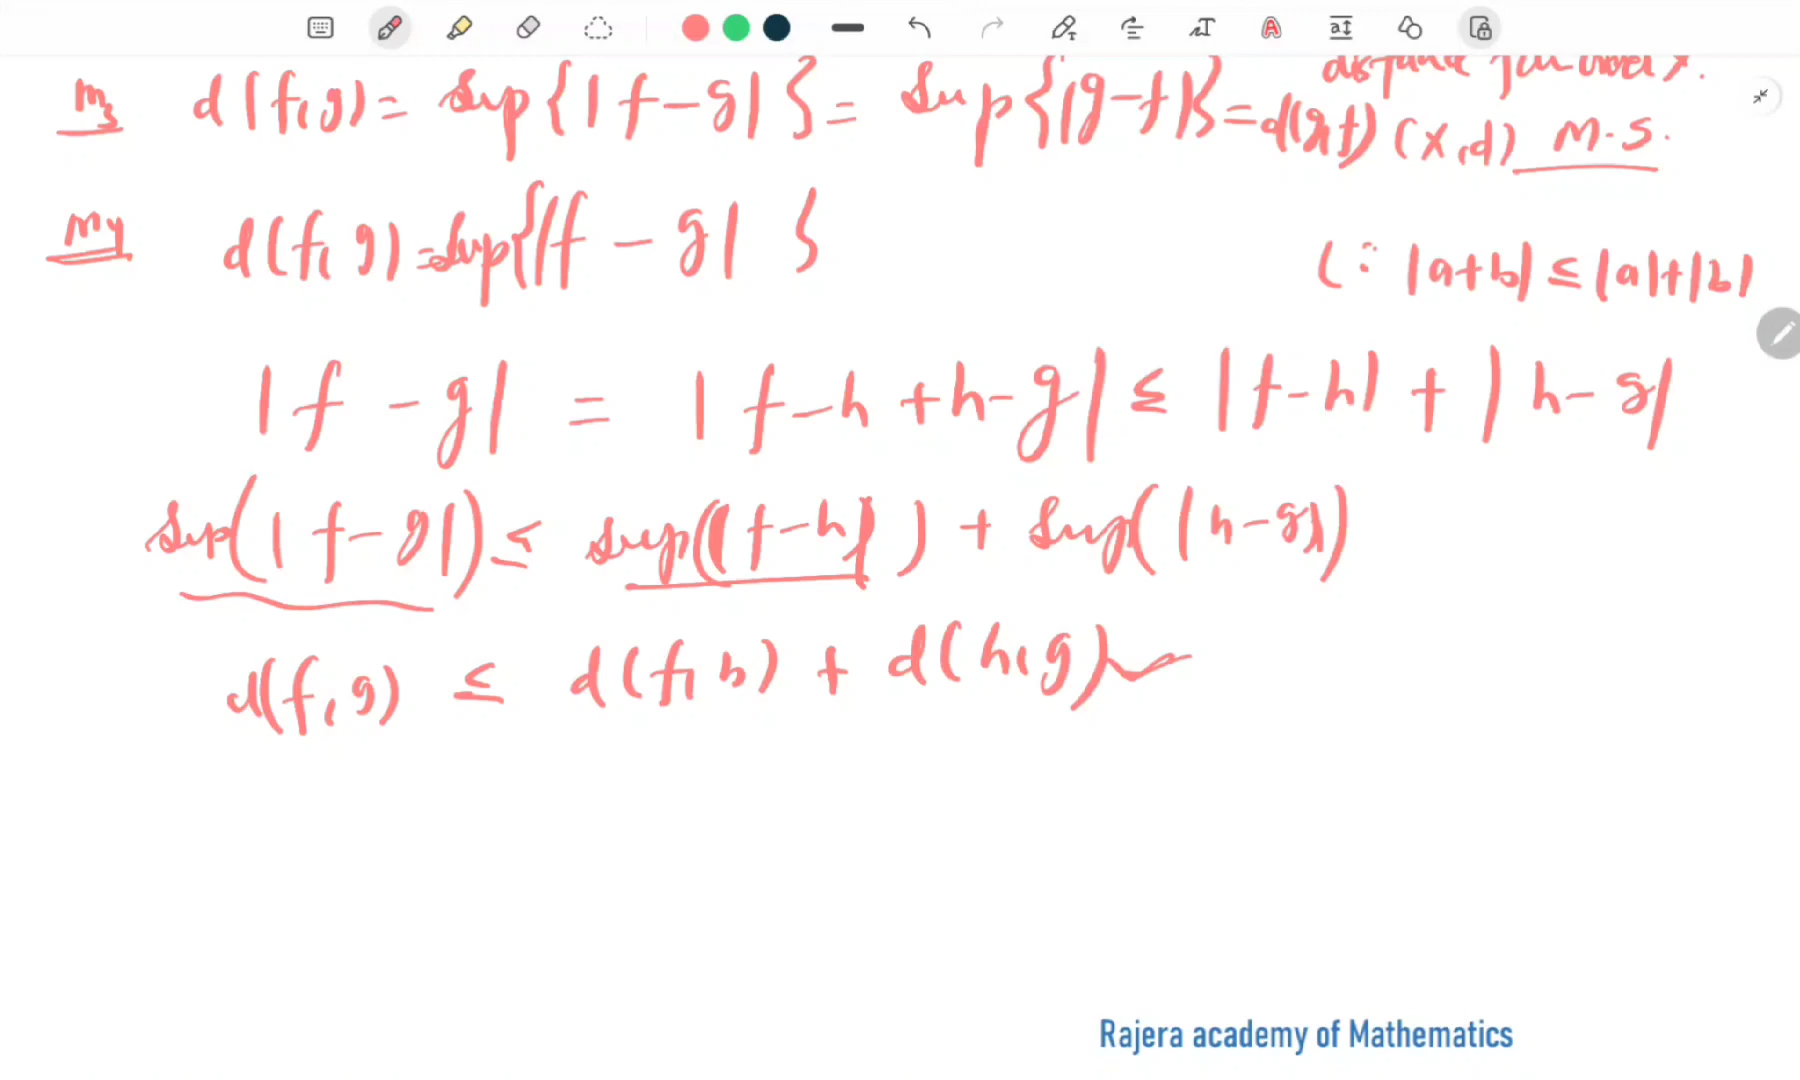 M3 d(f,g) = Sup{|f-g|} = Sup{|g-f|} = d(g,f) (X,d) M.S.
M4 d(f,g) = Sup{|f-g|}
(∵ |a+b| ≤ |a|+|b|
|f-g| = |f-h+h-g| ≤ |f-h| + |h-g|
Sup(|f-g|) ≤ Sup(|f-h|) + Sup(|h-g|)
d(f,g) ≤ d(f,h) + d(h,g)
Rajera academy of Mathematics